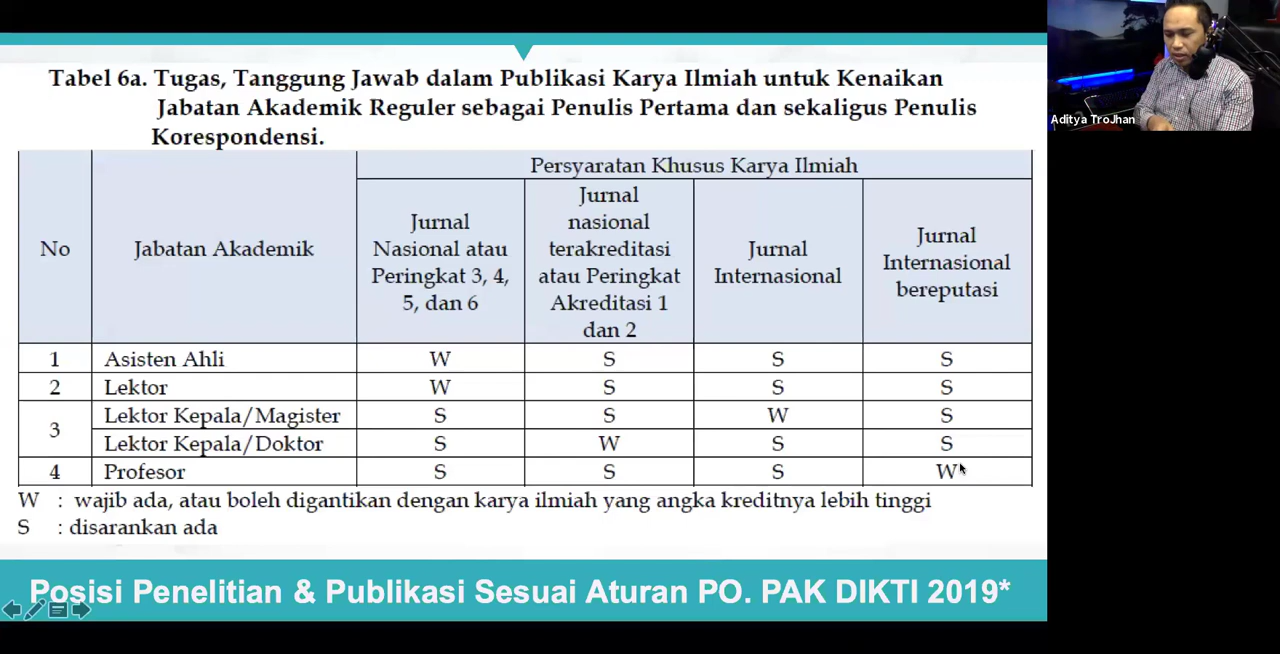 Tabel 6a. Tugas, Tanggung Jawab dalam Publikasi Karya Ilmiah untuk Kenaikan
Jabatan Akademik Reguler sebagai Penulis Pertama dan sekaligus Penulis
Korespondensi.
Persyaratan Khusus Karya Ilmiah
No
Jabatan Akademik
Jurnal
Nasional atau
Peringkat 3, 4,
5, dan 6
Jurnal
nasional
terakreditasi
atau Peringkat
Akreditasi 1
dan 2
Jurnal
Internasional
Jurnal
Internasional
bereputasi
1 Asisten Ahli W S S S
2 Lektor W S S S
3 Lektor Kepala/Magister S S W S
Lektor Kepala/Doktor S W S S
4 Profesor S S S W
W : wajib ada, atau boleh digantikan dengan karya ilmiah yang angka kreditnya lebih tinggi
S : disarankan ada
Posisi Penelitian & Publikasi Sesuai Aturan PO. PAK DIKTI 2019*
Aditya TroJhan